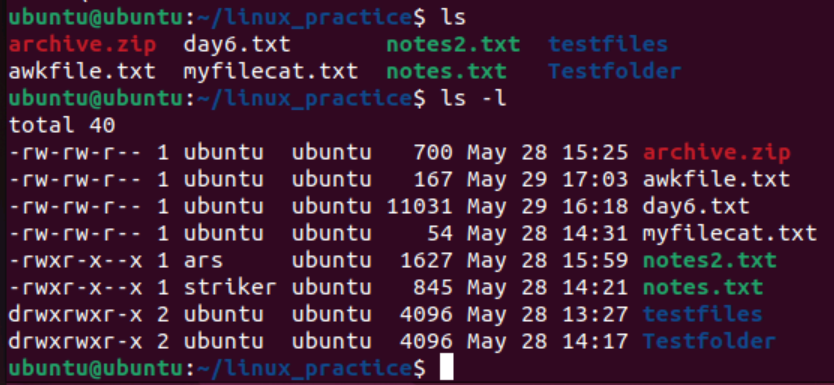 ubuntu@ubuntu:~/linux_practice$ ls
archive.zip  day6.txt       notes2.txt  testfiles
awkfile.txt  myfilecat.txt  notes.txt   Testfolder
ubuntu@ubuntu:~/linux_practice$ ls -l
total 40
-rw-rw-r-- 1 ubuntu  ubuntu   700 May 28 15:25 archive.zip
-rw-rw-r-- 1 ubuntu  ubuntu   167 May 29 17:03 awkfile.txt
-rw-rw-r-- 1 ubuntu  ubuntu 11031 May 29 16:18 day6.txt
-rw-rw-r-- 1 ubuntu  ubuntu    54 May 28 14:31 myfilecat.txt
-rwxr-x--x 1 ars     ubuntu  1627 May 28 15:59 notes2.txt
-rwxr-x--x 1 striker ubuntu   845 May 28 14:21 notes.txt
drwxrwxr-x 2 ubuntu  ubuntu  4096 May 28 13:27 testfiles
drwxrwxr-x 2 ubuntu  ubuntu  4096 May 28 14:17 Testfolder
ubuntu@ubuntu:~/linux_practice$